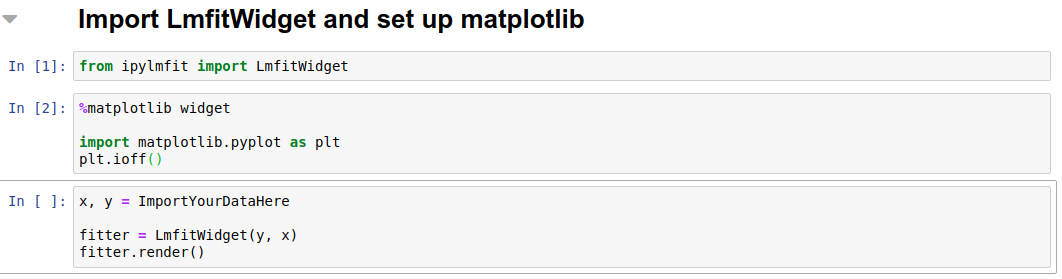 Import LmfitWidget and set up matplotlib
In [1]: from ipylmfit import LmfitWidget
In [2]: %matplotlib widget
import matplotlib.pyplot as plt
plt.ioff()
In [ ]: x, y = ImportYourDataHere
fitter = LmfitWidget(y, x)
fitter.render()